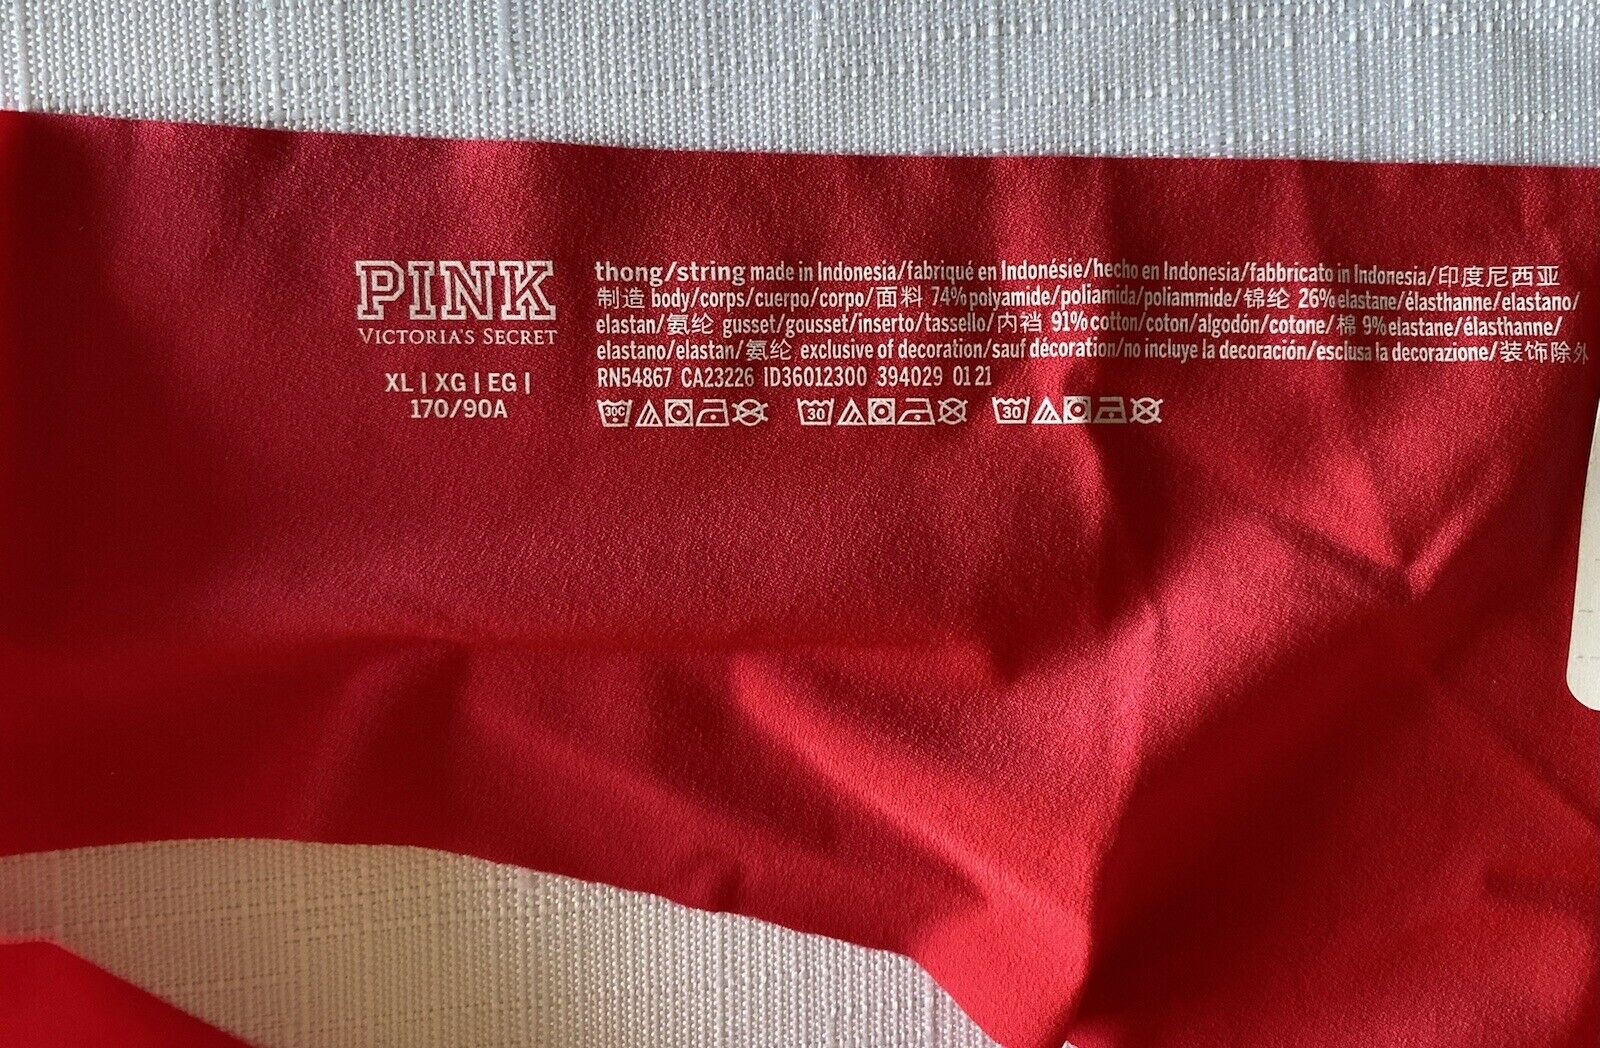 PINK
VICTORIA'S SECRET
XL | XG | EG |
170/90A
thong/string made in Indonesia/fabriqué en Indonésie/hecho en Indonesia/fabbricato in Indonesia/印度尼西亚
制造 body/corps/cuerpo/corpo/面料 74% polyamide/poliamida/poliammide/锦纶 26% elastane/élasthanne/elastano/
elastan/氨纶 gusset/gousset/inserto/tassello/内裆 91% cotton/coton/algodón/cotone/棉 9% elastane/élasthanne/
elastano/elastan/氨纶 exclusive of decoration/sauf décoration/no incluye la decoración/esclusa la decorazione/装饰除外
RN54867 CA23226 ID36012300 394029 01 21
30C 30 30